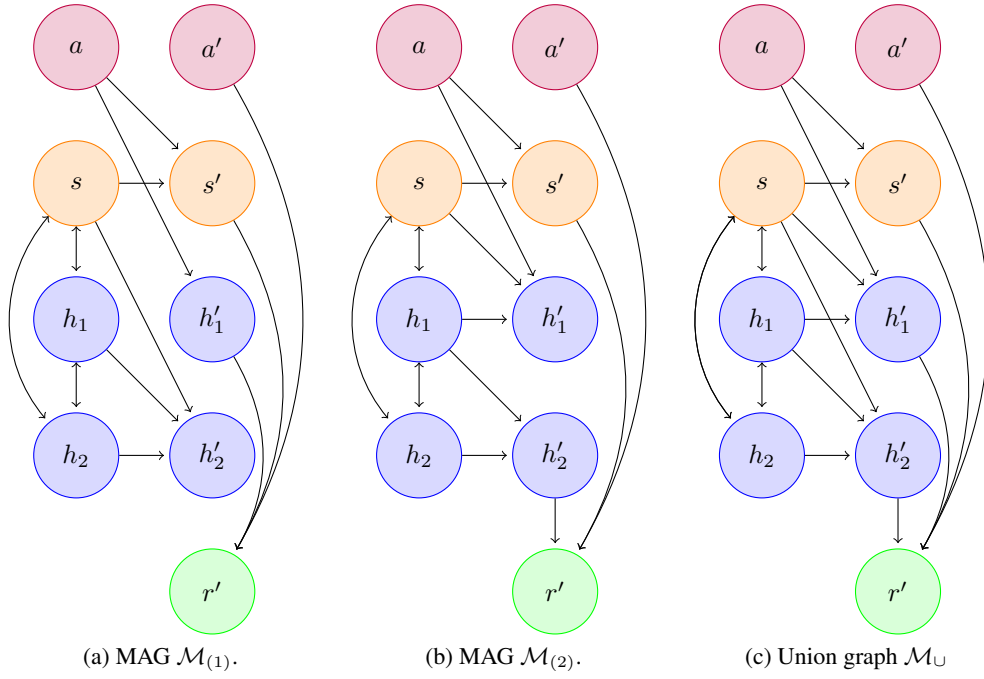 a a′ a a′ a a′
s s′ s s′ s s′
h₁ h′₁ h₁ h′₁ h₁ h′₁
h₂ h′₂ h₂ h′₂ h₂ h′₂
r′ r′ r′
(a) MAG ℳ₍₁₎. (b) MAG ℳ₍₂₎. (c) Union graph ℳ∪